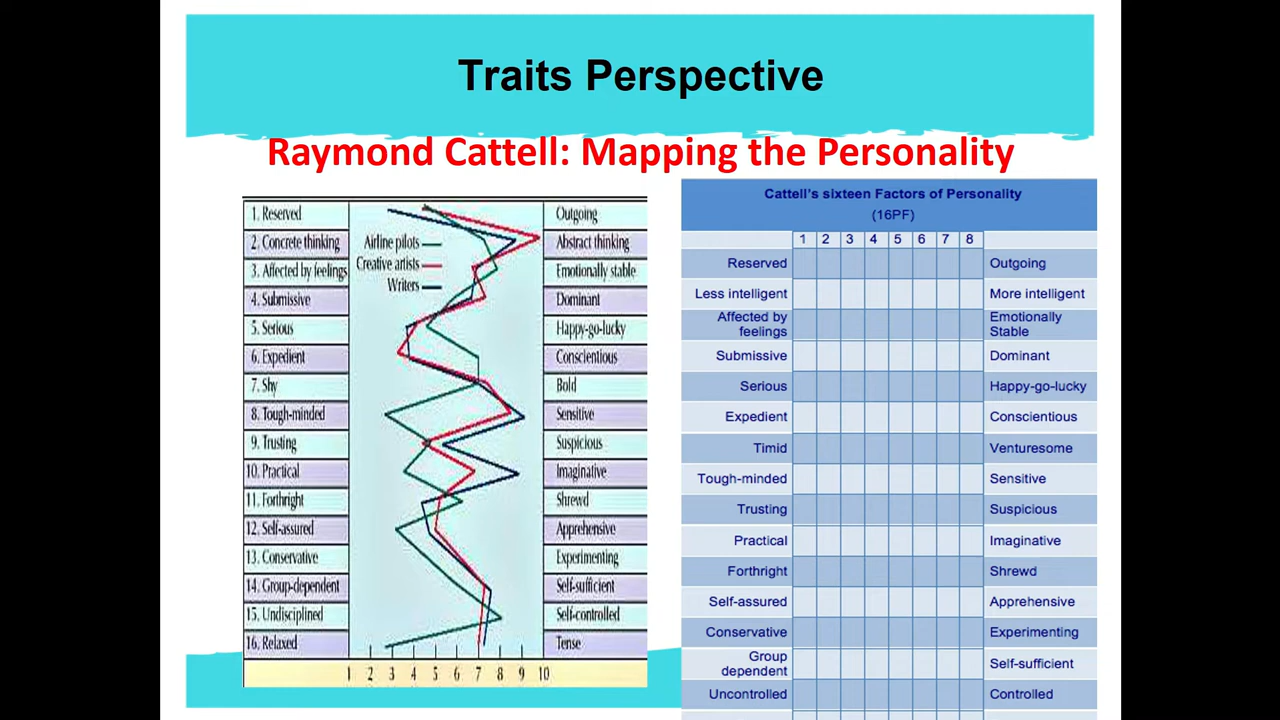 Traits Perspective
Raymond Cattell: Mapping the Personality
1. Reserved Outgoing
2. Concrete thinking Airline pilots Abstract thinking
3. Affected by feelings Creative artists Emotionally stable
Writers
4. Submissive Dominant
5. Serious Happy-go-lucky
6. Expedient Conscientious
7. Shy Bold
8. Tough-minded Sensitive
9. Trusting Suspicious
10. Practical Imaginative
11. Forthright Shrewd
12. Self-assured Apprehensive
13. Conservative Experimenting
14. Group-dependent Self-sufficient
15. Undisciplined Self-controlled
16. Relaxed Tense
1 2 3 4 5 6 7 8 9 10
Cattell's sixteen Factors of Personality
(16PF)
1 2 3 4 5 6 7 8
Reserved Outgoing
Less intelligent More intelligent
Affected by Emotionally
feelings Stable
Submissive Dominant
Serious Happy-go-lucky
Expedient Conscientious
Timid Venturesome
Tough-minded Sensitive
Trusting Suspicious
Practical Imaginative
Forthright Shrewd
Self-assured Apprehensive
Conservative Experimenting
Group Self-sufficient
dependent
Uncontrolled Controlled